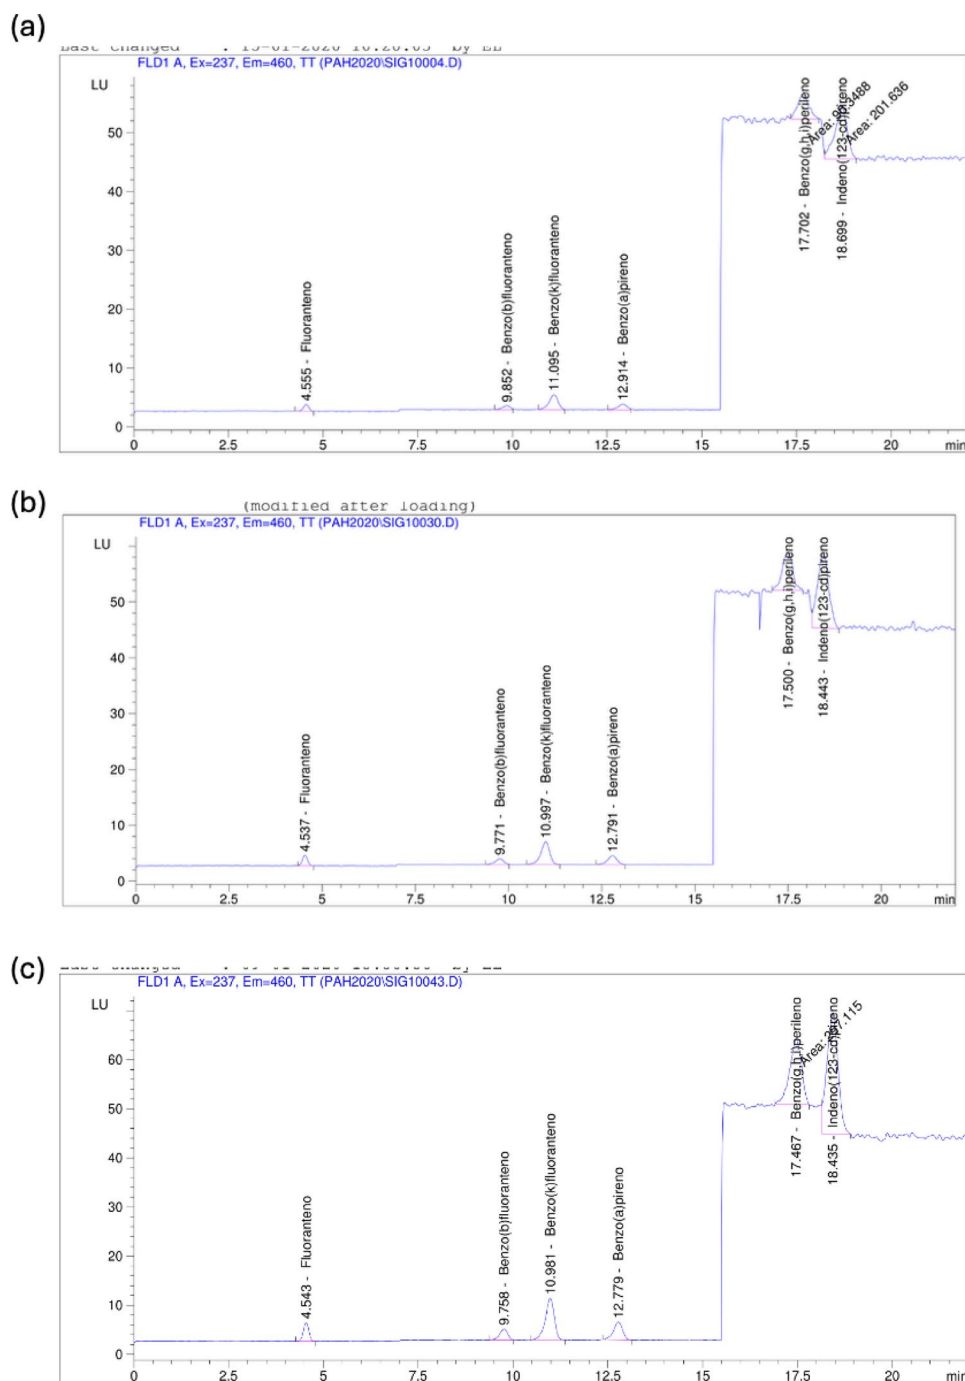 (a)
FLD1 A, Ex=237, Em=460, TT (PAH2020\SIG10004.D)
LU
50
40
30
20
10
0
4.555 - Fluoranteno
9.852 - Benzo(b)fluoranteno
11.095 - Benzo(k)fluoranteno
12.914 - Benzo(a)pireno
17.702 - Benzo(g,h,i)perileno
18.699 - Indeno(123-cd)pireno
Area: 201.636
0 2.5 5 7.5 10 12.5 15 17.5 20 min
(b)
(modified after loading)
FLD1 A, Ex=237, Em=460, TT (PAH2020\SIG10030.D)
LU
50
40
30
20
10
0
4.537 - Fluoranteno
9.771 - Benzo(b)fluoranteno
10.997 - Benzo(k)fluoranteno
12.791 - Benzo(a)pireno
17.500 - Benzo(g,h,i)perileno
18.443 - Indeno(123-cd)pireno
0 2.5 5 7.5 10 12.5 15 17.5 20 min
(c)
FLD1 A, Ex=237, Em=460, TT (PAH2020\SIG10043.D)
LU
60
50
40
30
20
10
0
4.543 - Fluoranteno
9.758 - Benzo(b)fluoranteno
10.981 - Benzo(k)fluoranteno
12.779 - Benzo(a)pireno
17.467 - Benzo(g,h,i)perileno
Area:
18.435 - Indeno(123-cd)pireno
0 2.5 5 7.5 10 12.5 15 17.5 20 min